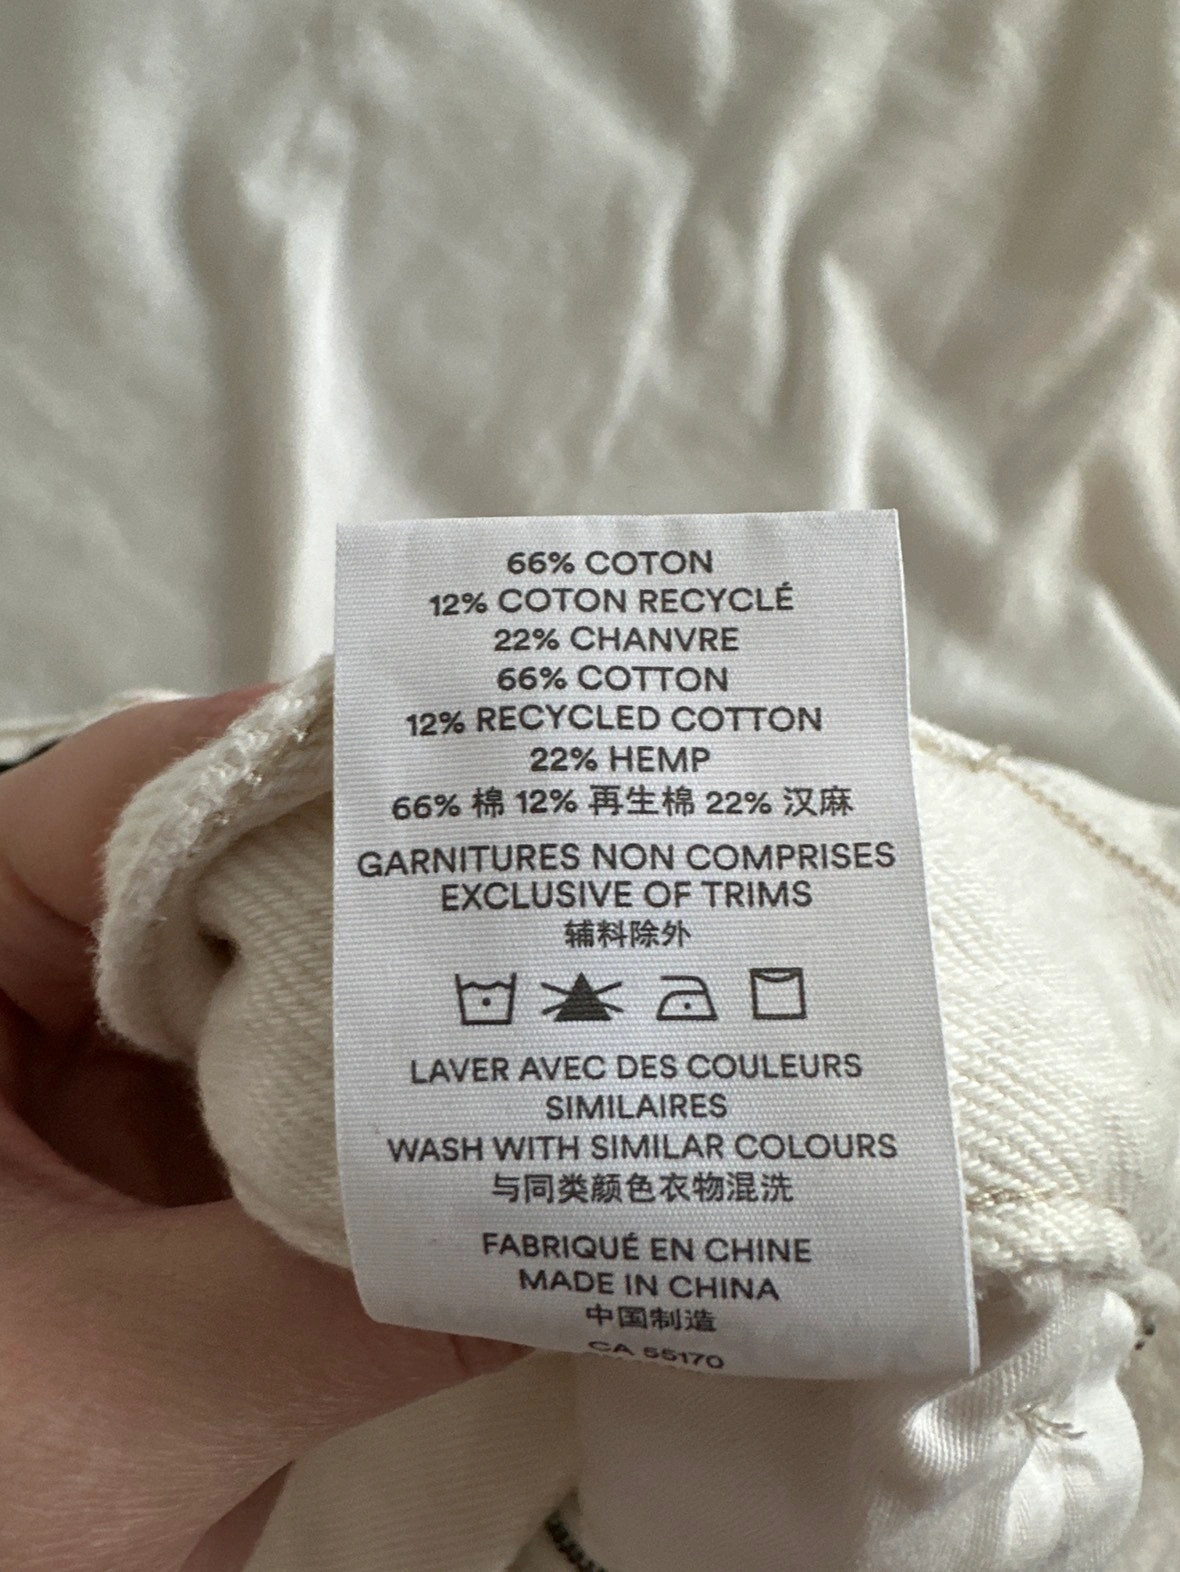 66% COTON
12% COTON RECYCLÉ
22% CHANVRE
66% COTTON
12% RECYCLED COTTON
22% HEMP
66% 棉 12% 再生棉 22% 汉麻
GARNITURES NON COMPRISES
EXCLUSIVE OF TRIMS
辅料除外
LAVER AVEC DES COULEURS
SIMILAIRES
WASH WITH SIMILAR COLOURS
与同类颜色衣物混洗
FABRIQUÉ EN CHINE
MADE IN CHINA
中国制造
CA 55170